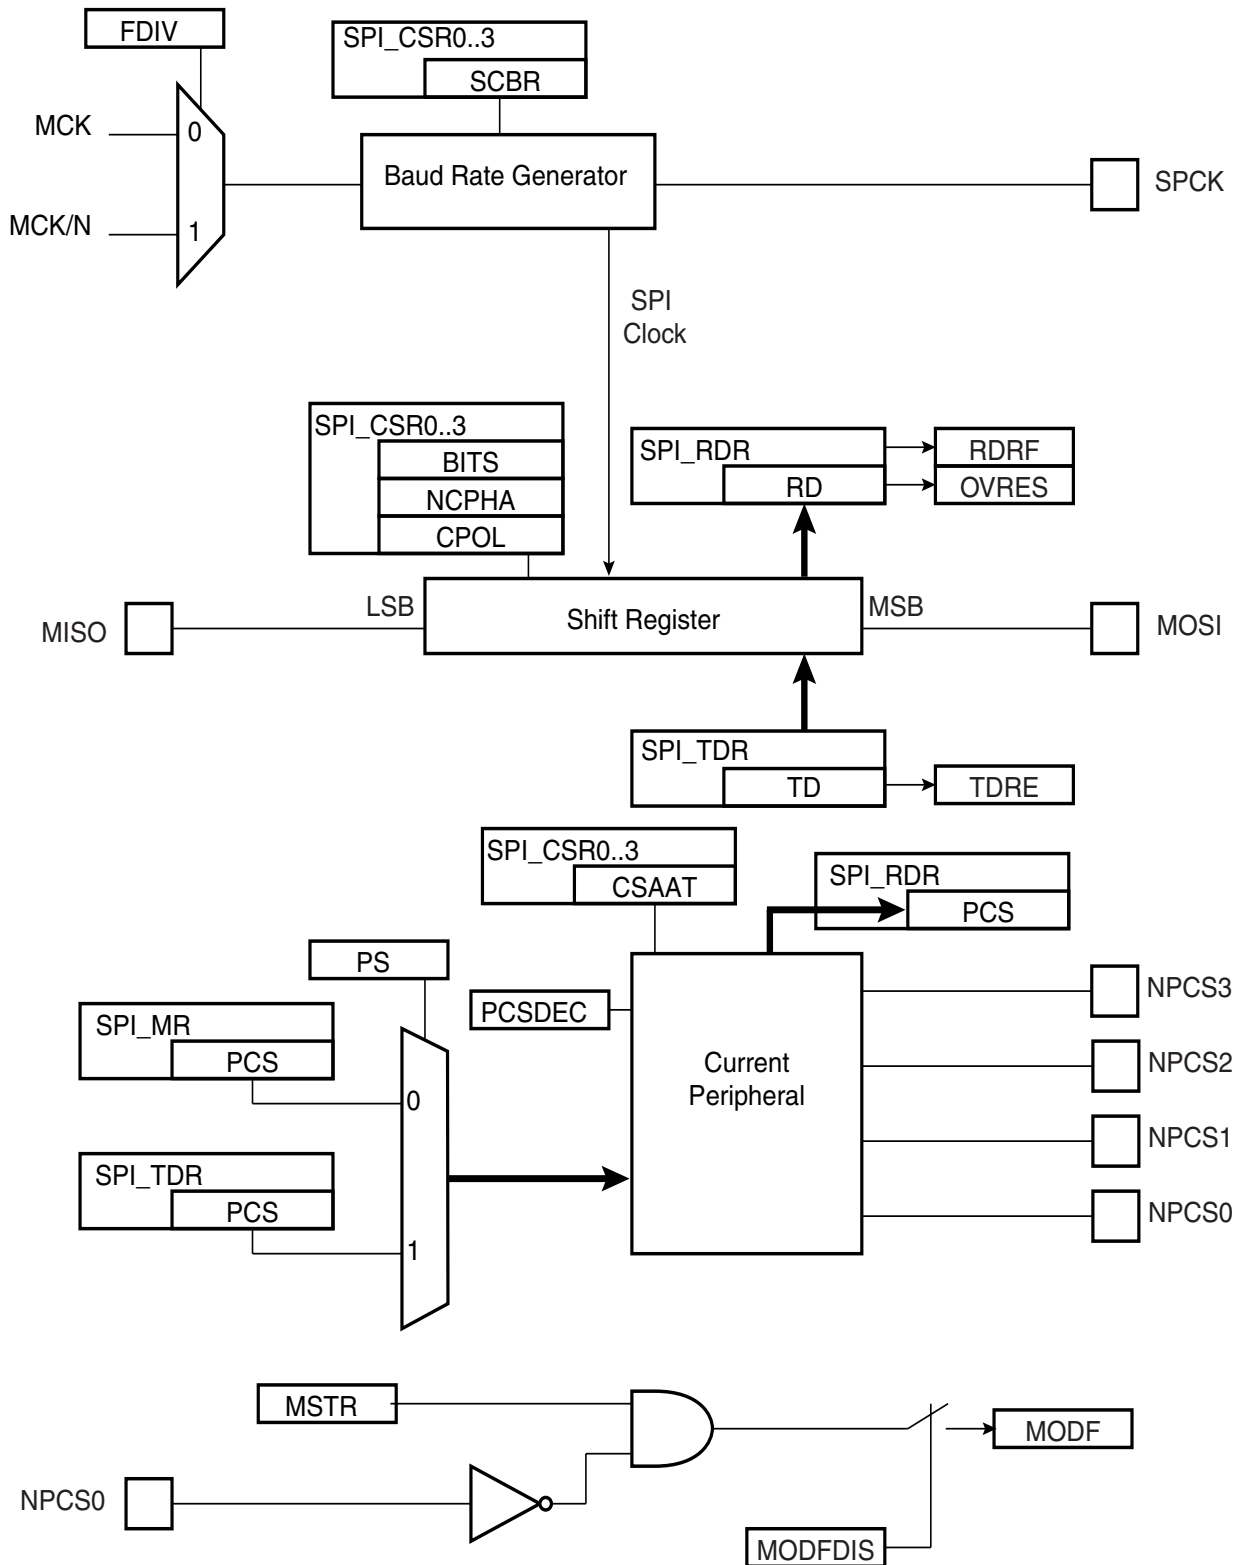 FDIV
SPI_CSR0..3
SCBR
MCK
0
Baud Rate Generator
SPCK
MCK/N
1
SPI
Clock
SPI_CSR0..3
BITS
NCPHA
CPOL
SPI_RDR
RD
RDRF
OVRES
LSB
MSB
MISO
Shift Register
MOSI
SPI_TDR
TD
TDRE
SPI_CSR0..3
CSAAT
SPI_RDR
PCS
PS
PCSDEC
NPCS3
SPI_MR
PCS
0
Current
Peripheral
NPCS2
NPCS1
SPI_TDR
PCS
1
NPCS0
MSTR
MODF
NPCS0
MODFDIS